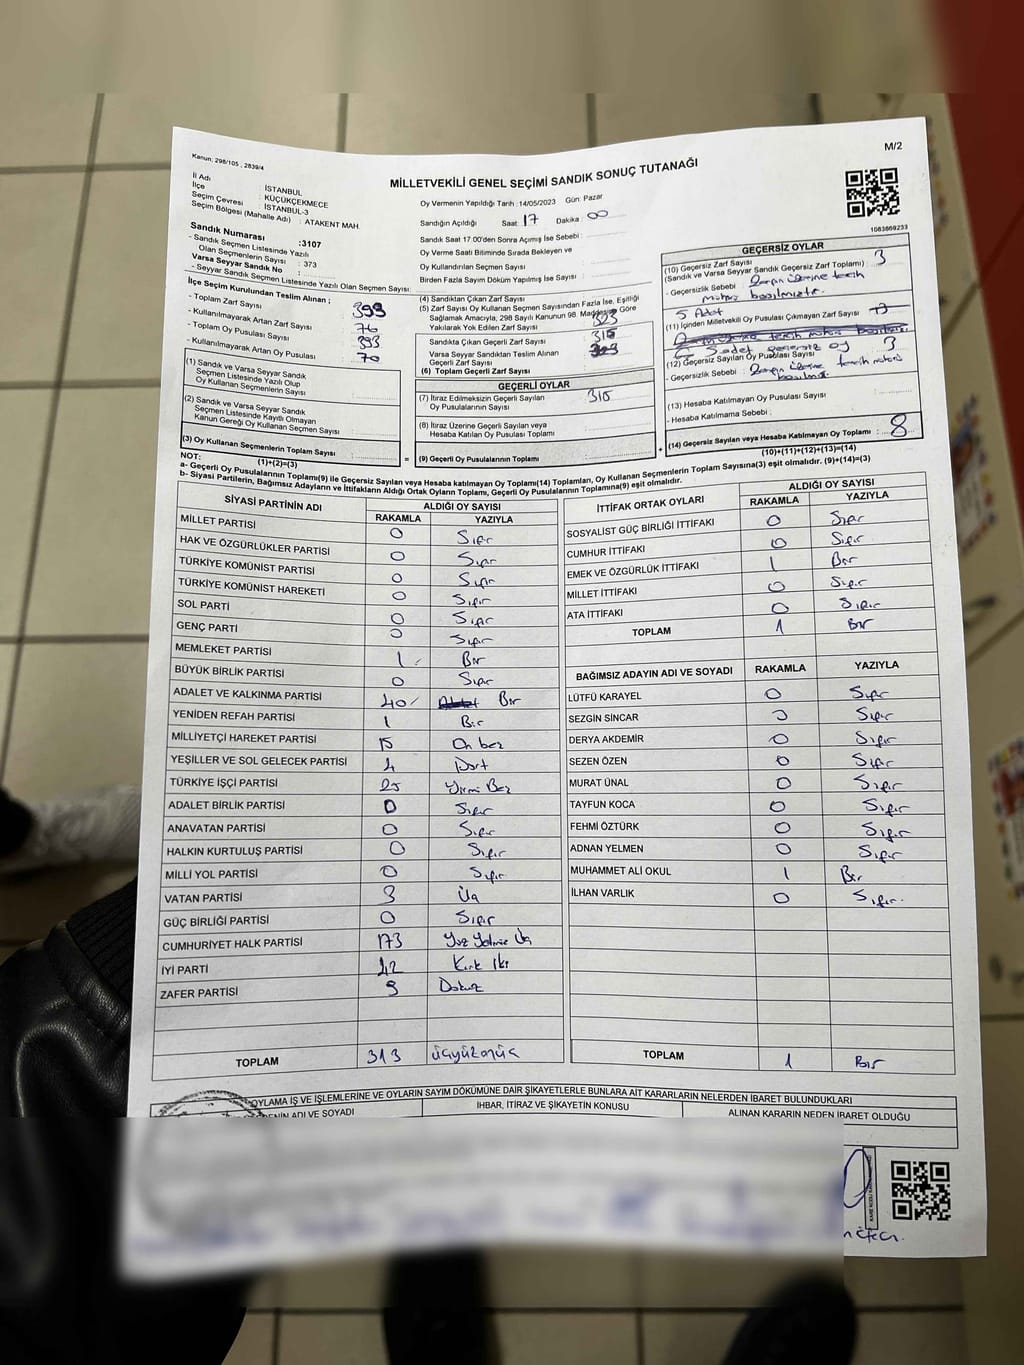 Kanun; 298/105 , 2839/4
M/2
MİLLETVEKİLİ GENEL SEÇİMİ SANDIK SONUÇ TUTANAĞI
İl Adı : İSTANBUL
İlçe : KÜÇÜKÇEKMECE
Seçim Çevresi : İSTANBUL-3
Seçim Bölgesi (Mahalle Adı) : ATAKENT MAH.
Sandık Numarası :3107
- Sandık Seçmen Listesinde Yazılı
Olan Seçmenlerin Sayısı : 373
Varsa Seyyar Sandık No :
- Seyyar Sandık Seçmen Listesinde Yazılı Olan Seçmen Sayısı:
Oy Vermenin Yapıldığı Tarih : 14/05/2023 Gün: Pazar
Sandığın Açıldığı Saat 17 Dakika 00
Sandık Saat 17:00'den Sonra Açımış İse Sebebi :
Oy Verme Saati Bitiminde Sırada Bekleyen ve
Oy Kullandırılan Seçmen Sayısı
Birden Fazla Sayım Döküm Yapılmış İse Sayısı :
1083869233
İlçe Seçim Kurulundan Teslim Alınan ;
- Toplam Zarf Sayısı : 393
- Kullanılmayarak Artan Zarf Sayısı : 70
- Toplam Oy Pusulası Sayısı : 393
- Kullanılmayarak Artan Oy Pusulası : 70
(1) Sandık ve Varsa Seyyar Sandık
Seçmen Listesinde Yazılı Olup
Oy Kullanan Seçmenlerin Sayısı :
(2) Sandık ve Varsa Seyyar Sandık
Seçmen Listesinde Kayıtlı Olmayan
Kanun Gereği Oy Kullanan Seçmen Sayısı :
(3) Oy Kullanan Seçmenlerin Toplam Sayısı :
(1)+(2)=(3)
(4) Sandıktan Çıkan Zarf Sayısı
(5) Zarf Sayısı Oy Kullanan Seçmen Sayısından Fazla İse, Eşitliği
Sağlamak Amacıyla, 298 Sayılı Kanunun 98. Maddesine Göre
Yakılarak Yok Edilen Zarf Sayısı 323
Sandıkta Çıkan Geçerli Zarf Sayısı : 315
Varsa Seyyar Sandıktan Teslim Alınan
Geçerli Zarf Sayısı
(6) Toplam Geçerli Zarf Sayısı
GEÇERLİ OYLAR
(7) İtiraz Edilmeksizin Geçerli Sayılan
Oy Pusulalarının Sayısı : 315
(8) İtiraz Üzerine Geçerli Sayılan ve
Hesaba Katılan Oy Pusulası Toplamı :
= (9) Geçerli Oy Pusulalarının Toplamı :
GEÇERSİZ OYLAR
(10) Geçersiz Zarf Sayısı
(Sandık ve Varsa Seyyar Sandık Geçersiz Zarf Toplamı) : 3
- Geçersizlik Sebebi : Zarfın üzerine tercih
mührü basılmıştır.
5 Adet
(11) İçinden Milletvekili Oy Pusulası Çıkmayan Zarf Sayısı
5 adet geçersiz oy
(12) Geçersiz Sayılan Oy Pusulası Sayısı : 3
- Geçersizlik Sebebi : Zarfın üzerine tercih mührü
basılmış.
(13) Hesaba Katılmayan Oy Pusulası Sayısı :
- Hesaba Katılmama Sebebi :
+ (14) Geçersiz Sayılan veya Hesaba Katılmayan Oy Toplamı : 8
(10)+(11)+(12)+(13)=(14)
NOT:
a- Geçerli Oy Pusulalarının Toplamı(9) ile Geçersiz Sayılan veya Hesaba katılmayan Oy Toplamı(14) Toplamları, Oy Kullanan Seçmenlerin Toplam Sayısına(3) eşit olmalıdır. (9)+(14)=(3)
b- Siyasi Partilerin, Bağımsız Adayların ve İttifakların Aldığı Ortak Oyların Toplamı, Geçerli Oy Pusulalarının Toplamına(9) eşit olmalıdır.
SİYASİ PARTİNİN ADI ALDIĞI OY SAYISI
RAKAMLA YAZIYLA
MİLLET PARTİSİ 0 Sıfır
HAK VE ÖZGÜRLÜKLER PARTİSİ 0 Sıfır
TÜRKİYE KOMÜNİST PARTİSİ 0 Sıfır
TÜRKİYE KOMÜNİST HAREKETİ 0 Sıfır
SOL PARTİ 0 Sıfır
GENÇ PARTİ 0 Sıfır
MEMLEKET PARTİSİ 1 Bir
BÜYÜK BİRLİK PARTİSİ 0 Sıfır
ADALET VE KALKINMA PARTİSİ 40 Bir
YENİDEN REFAH PARTİSİ 1 Bir
MİLLİYETÇİ HAREKET PARTİSİ 15 On beş
YEŞİLLER VE SOL GELECEK PARTİSİ 4 Dört
TÜRKİYE İŞÇİ PARTİSİ 25 Yirmi Beş
ADALET BİRLİK PARTİSİ 0 Sıfır
ANAVATAN PARTİSİ 0 Sıfır
HALKIN KURTULUŞ PARTİSİ 0 Sıfır
MİLLİ YOL PARTİSİ 0 Sıfır
VATAN PARTİSİ 3 Üç
GÜÇ BİRLİĞİ PARTİSİ 0 Sıfır
CUMHURİYET HALK PARTİSİ 173 Yüz Yetmiş Üç
İYİ PARTİ 42 Kırk İki
ZAFER PARTİSİ 9 Dokuz
TOPLAM 313 üçyüzonüç
İTTİFAK ORTAK OYLARI ALDIĞI OY SAYISI
RAKAMLA YAZIYLA
SOSYALİST GÜÇ BİRLİĞİ İTTİFAKI 0 Sıfır
CUMHUR İTTİFAKI 0 Sıfır
EMEK VE ÖZGÜRLÜK İTTİFAKI 1 Bir
MİLLET İTTİFAKI 0 Sıfır
ATA İTTİFAKI 0 Sıfır
TOPLAM 1 Bir
BAĞIMSIZ ADAYIN ADI VE SOYADI RAKAMLA YAZIYLA
LÜTFÜ KARAYEL 0 Sıfır
SEZGİN SİNCAR 0 Sıfır
DERYA AKDEMİR 0 Sıfır
SEZEN ÖZEN 0 Sıfır
MURAT ÜNAL 0 Sıfır
TAYFUN KOCA 0 Sıfır
FEHMİ ÖZTÜRK 0 Sıfır
ADNAN YELMEN 0 Sıfır
MUHAMMET ALİ OKUL 1 Bir
İLHAN VARLIK 0 Sıfır.
TOPLAM 1 Bir
OYLAMA İŞ VE İŞLEMLERİNE VE OYLARIN SAYIM DÖKÜMÜNE DAİR ŞİKAYETLERLE BUNLARA AİT KARARLARIN NELERDEN İBARET BULUNDUKLARI
ADI VE SOYADI İHBAR, İTİRAZ VE ŞİKAYETİN KONUSU ALINAN KARARIN NEDEN İBARET OLDUĞU